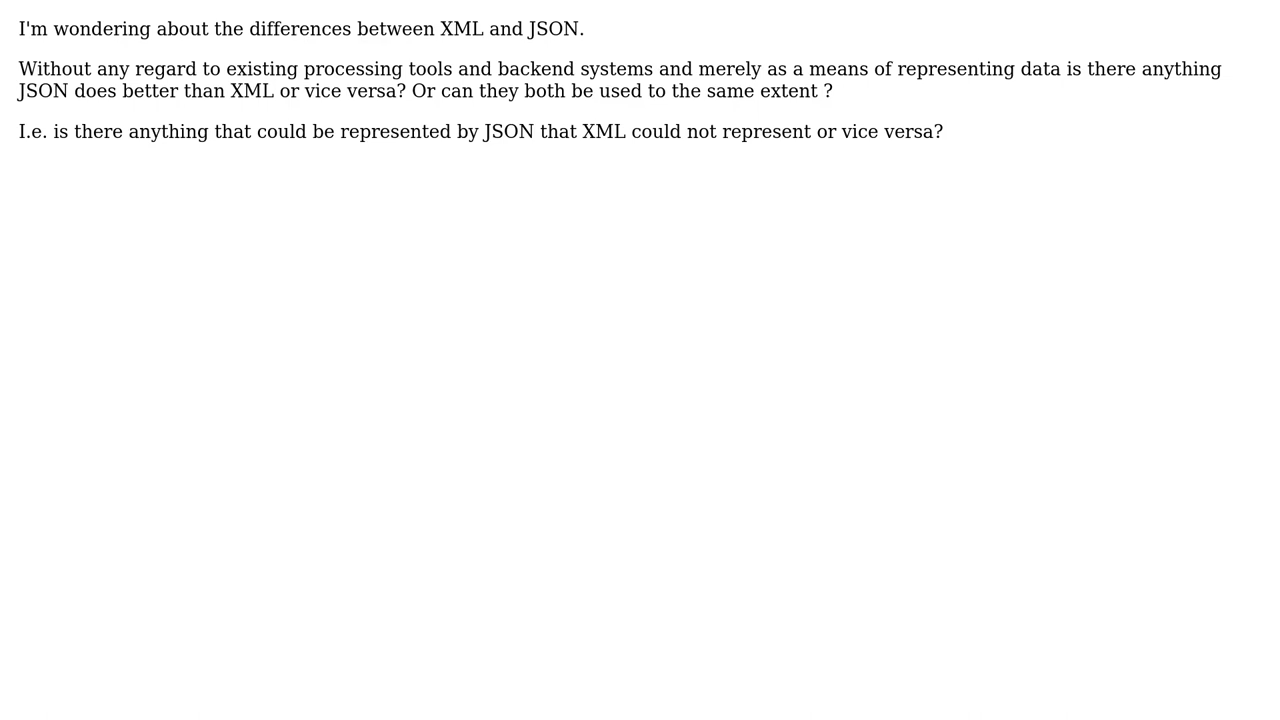 I'm wondering about the differences between XML and JSON.
Without any regard to existing processing tools and backend systems and merely as a means of representing data is there anything
JSON does better than XML or vice versa? Or can they both be used to the same extent ?
I.e. is there anything that could be represented by JSON that XML could not represent or vice versa?